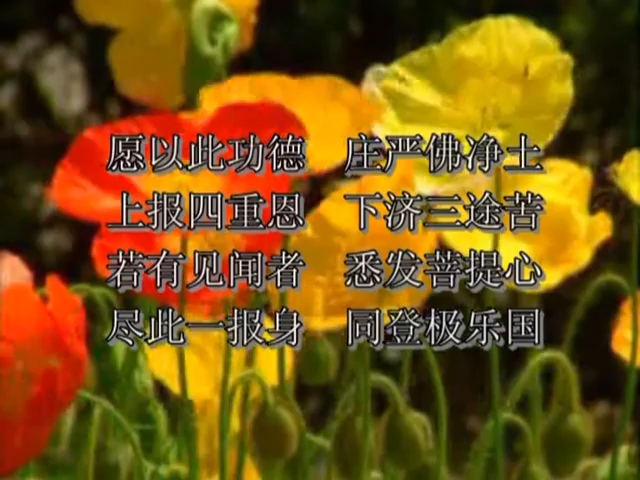 愿以此功德 庄严佛净土
上报四重恩 下济三途苦
若有见闻者 悉发菩提心
尽此一报身 同登极乐国